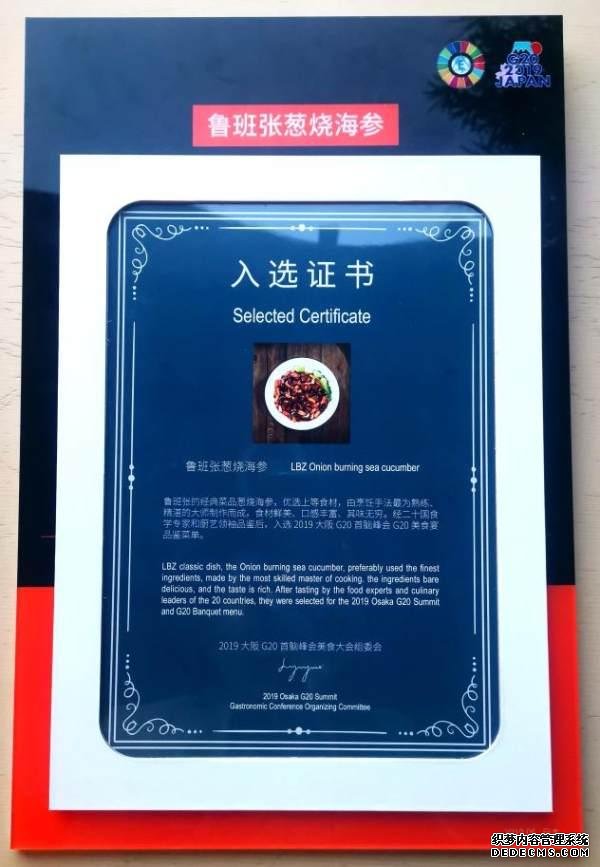 G20
2019
JAPAN
鲁班张葱烧海参
入选证书
Selected Certificate
鲁班张葱烧海参 LBZ Onion burning sea cucumber
鲁班张的经典菜品葱烧海参，优选上等食材，由烹饪手法最为熟练、
精湛的大师制作而成，食材鲜美、口感丰富、其味无穷。经二十国食
学专家和厨艺领袖品鉴后，入选 2019 大阪 G20 首脑峰会 G20 美食宴
品鉴菜单。
LBZ classic dish, the Onion burning sea cucumber, preferably used the finest
ingredients, made by the most skilled master of cooking. the ingredients bare
delicious, and the taste is rich. After tasting by the food experts and culinary
leaders of the 20 countries, they were selected for the 2019 Osaka G20 Summit
and G20 Banquet menu.
2019 大阪 G20 首脑峰会美食大会组委会
2019 Osaka G20 Summit
Gastronomic Conference Organizing Committee
织梦内容管理系统
DEDECMS.COM